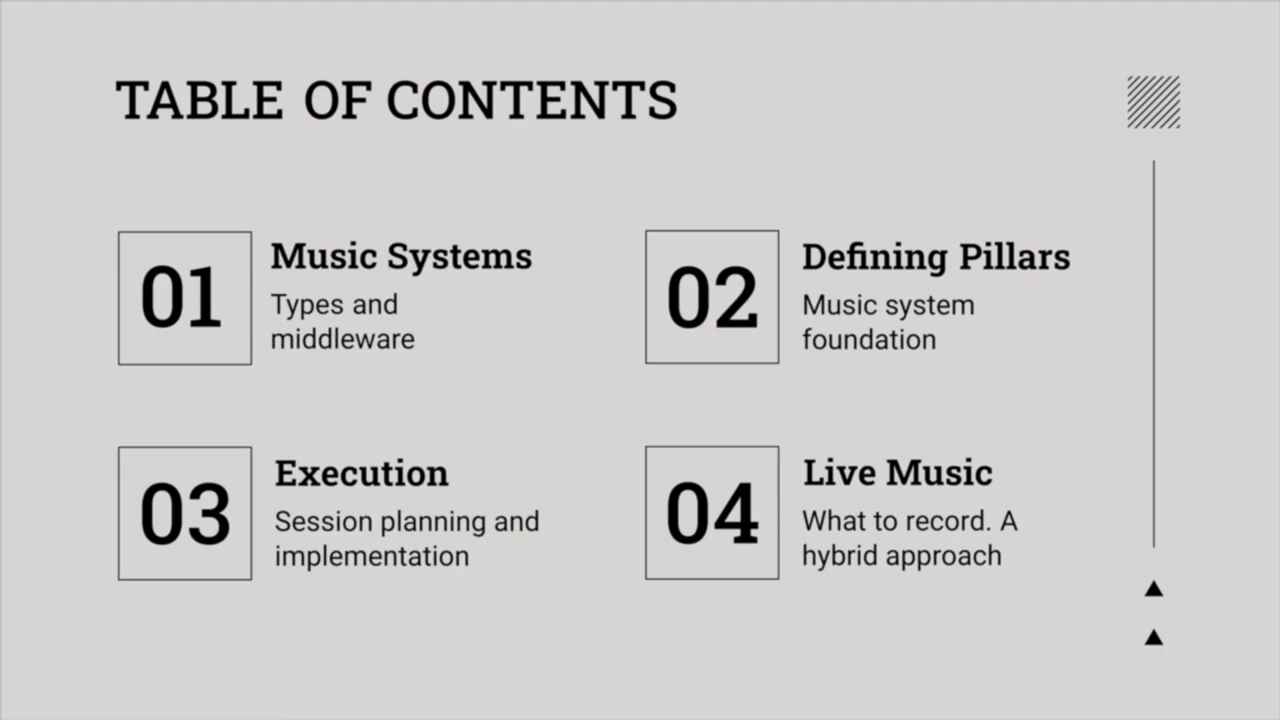 TABLE OF CONTENTS
01
Music Systems
Types and
middleware
02
Defining Pillars
Music system
foundation
03
Execution
Session planning and
implementation
04
Live Music
What to record. A
hybrid approach